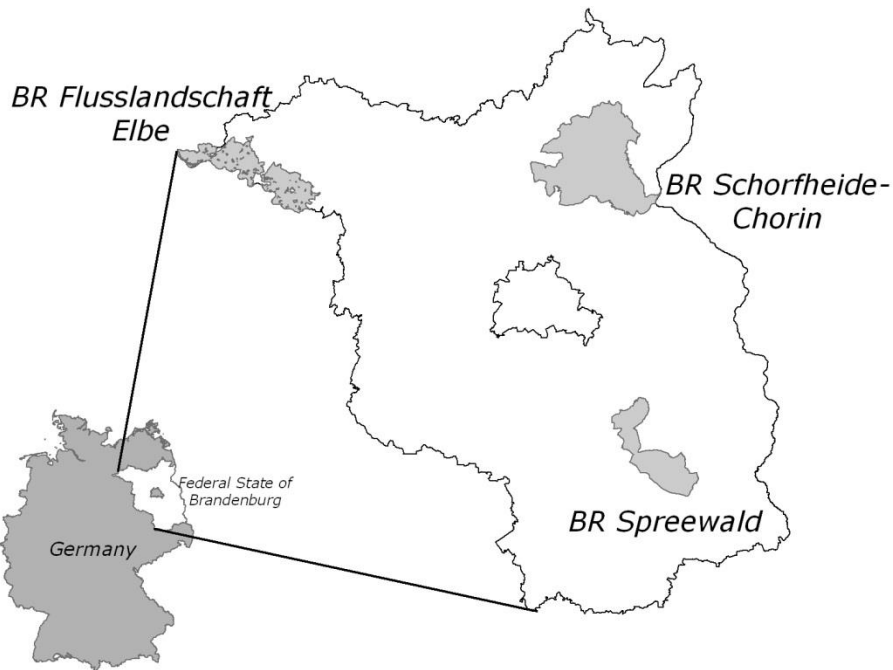 BR Flusslandschaft
Elbe
BR Schorfheide-
Chorin
Federal State of
Brandenburg
BR Spreewald
Germany